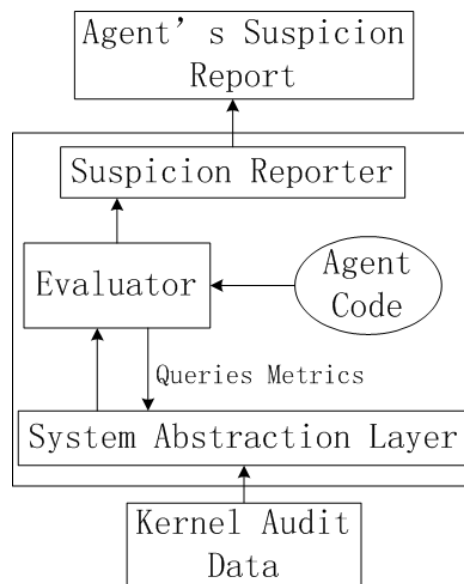 Agent’s Suspicion
Report
Suspicion Reporter
Evaluator
Agent
Code
Queries Metrics
System Abstraction Layer
Kernel Audit
Data